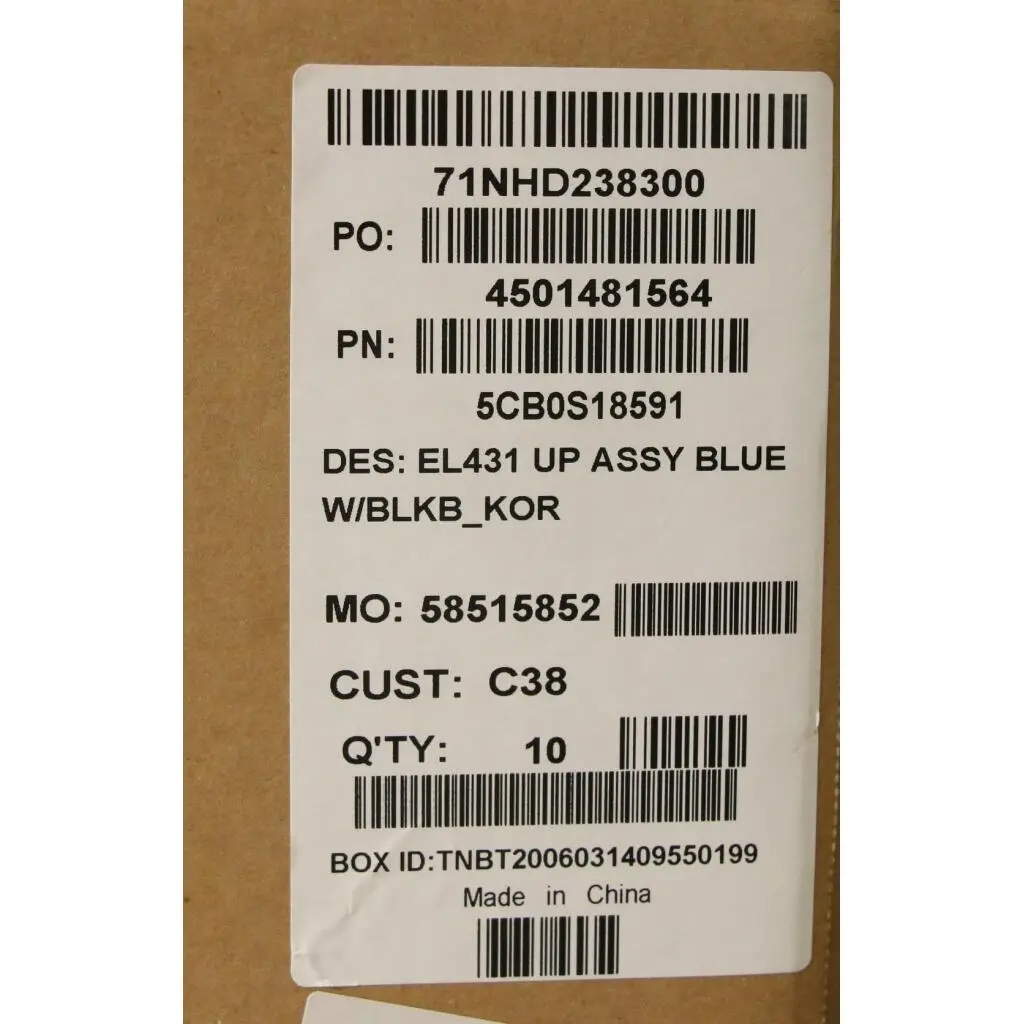 71NHD238300
PO:
4501481564
PN:
5CB0S18591
DES: EL431 UP ASSY BLUE
W/BLKB_KOR
MO: 58515852
CUST: C38
Q'TY: 10
BOX ID:TNBT2006031409550199
Made in China